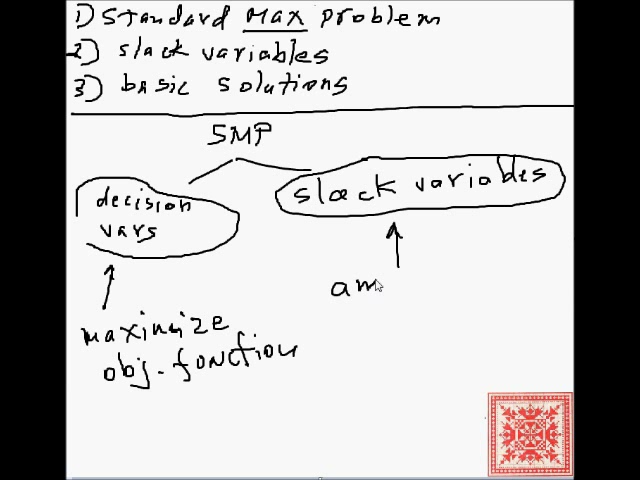 1) Standard Max problem
2) slack variables
3) basic solutions
SMP
decision
vars
slack variables
am
maximize
obj. function